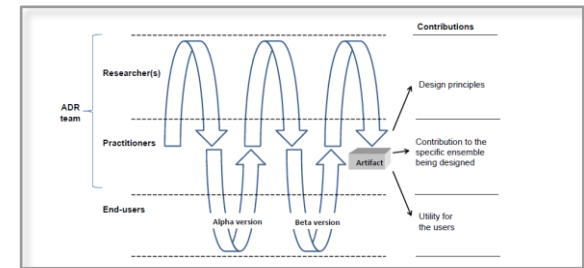 Contributions
Researcher(s)
Design principles
ADR
team
Practitioners
Artifact
Contribution to the
specific ensemble
being designed
End-users
Alpha version
Beta version
Utility for
the users